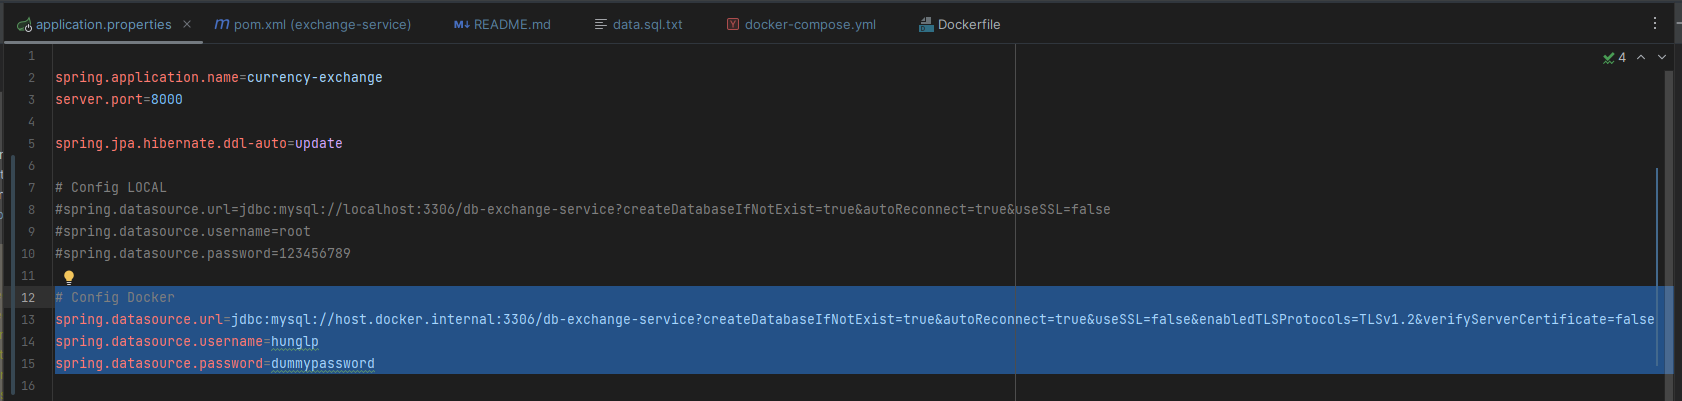 application.properties
pom.xml (exchange-service)
README.md
data.sql.txt
docker-compose.yml
Dockerfile
4
1
2 spring.application.name=currency-exchange
3 server.port=8000
4
5 spring.jpa.hibernate.ddl-auto=update
6
7 # Config LOCAL
8 #spring.datasource.url=jdbc:mysql://localhost:3306/db-exchange-service?createDatabaseIfNotExist=true&autoReconnect=true&useSSL=false
9 #spring.datasource.username=root
10 #spring.datasource.password=123456789
11
12 # Config Docker
13 spring.datasource.url=jdbc:mysql://host.docker.internal:3306/db-exchange-service?createDatabaseIfNotExist=true&autoReconnect=true&useSSL=false&enabledTLSProtocols=TLSv1.2&verifyServerCertificate=false
14 spring.datasource.username=hunglp
15 spring.datasource.password=dummypassword
16